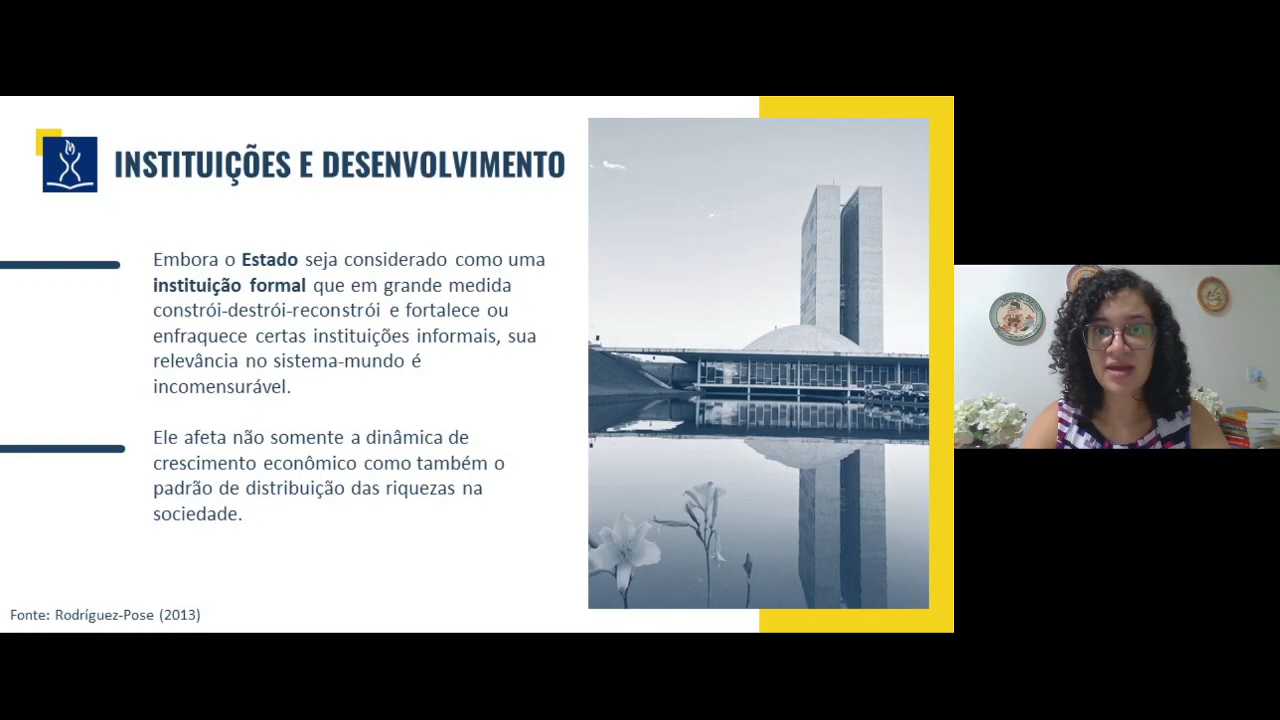 INSTITUIÇÕES E DESENVOLVIMENTO
Embora o Estado seja considerado como uma
instituição formal que em grande medida
constrói-destrói-reconstrói e fortalece ou
enfraquece certas instituições informais, sua
relevância no sistema-mundo é
incomensurável.
Ele afeta não somente a dinâmica de
crescimento econômico como também o
padrão de distribuição das riquezas na
sociedade.
Fonte: Rodríguez-Pose (2013)